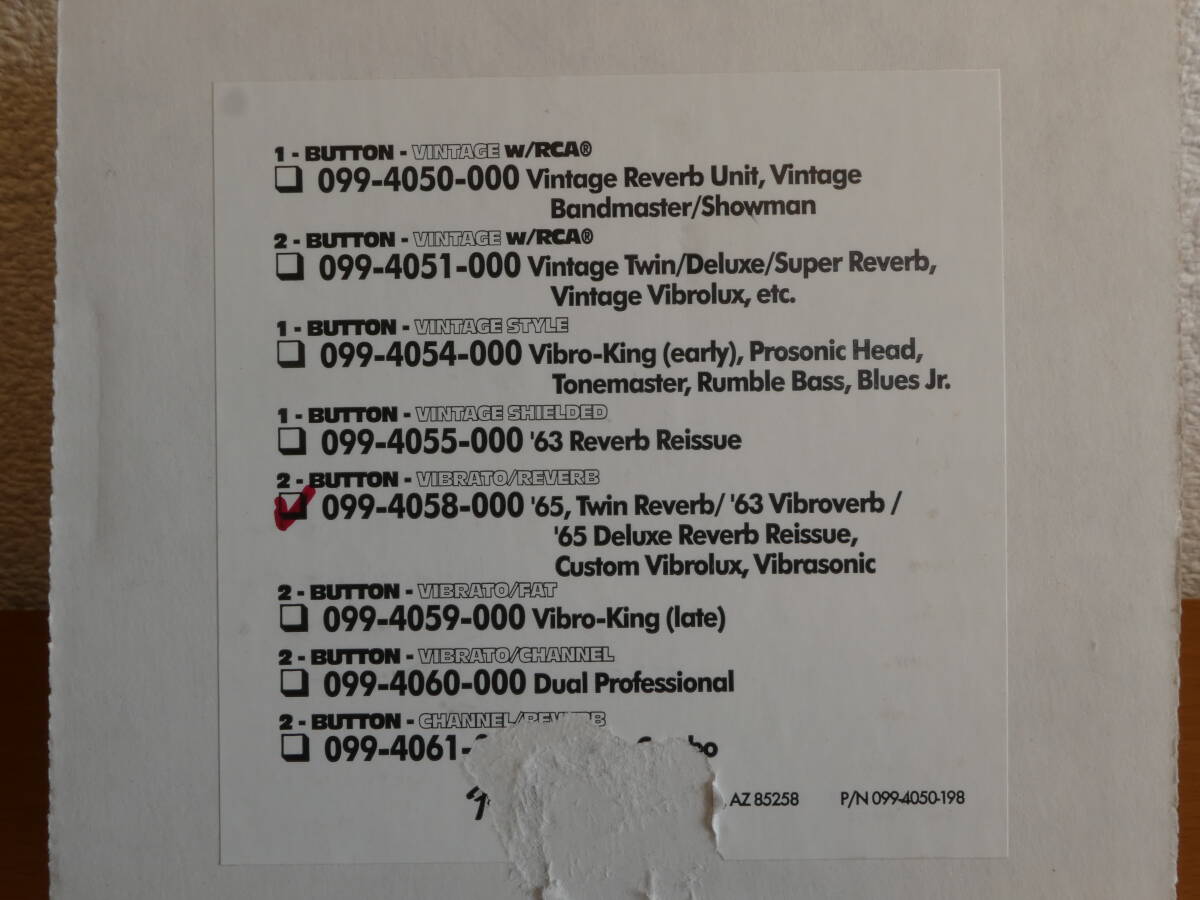 1 - BUTTON - VINTAGE W/RCA®
099-4050-000 Vintage Reverb Unit, Vintage
Bandmaster/Showman
2 - BUTTON - VINTAGE W/RCA®
099-4051-000 Vintage Twin/Deluxe/Super Reverb,
Vintage Vibrolux, etc.
1 - BUTTON - VINTAGE STYLE
099-4054-000 Vibro-King (early), Prosonic Head,
Tonemaster, Rumble Bass, Blues Jr.
1 - BUTTON - VINTAGE SHIELDED
099-4055-000 '63 Reverb Reissue
2 - BUTTON - VIBRATO/REVERB
099-4058-000 '65, Twin Reverb/ '63 Vibroverb /
'65 Deluxe Reverb Reissue,
Custom Vibrolux, Vibrasonic
2 - BUTTON - VIBRATO/FAT
099-4059-000 Vibro-King (late)
2 - BUTTON - VIBRATO/CHANNEL
099-4060-000 Dual Professional
2 - BUTTON - CHANNEL/REVERB
099-4061-
, AZ 85258 P/N 099-4050-198